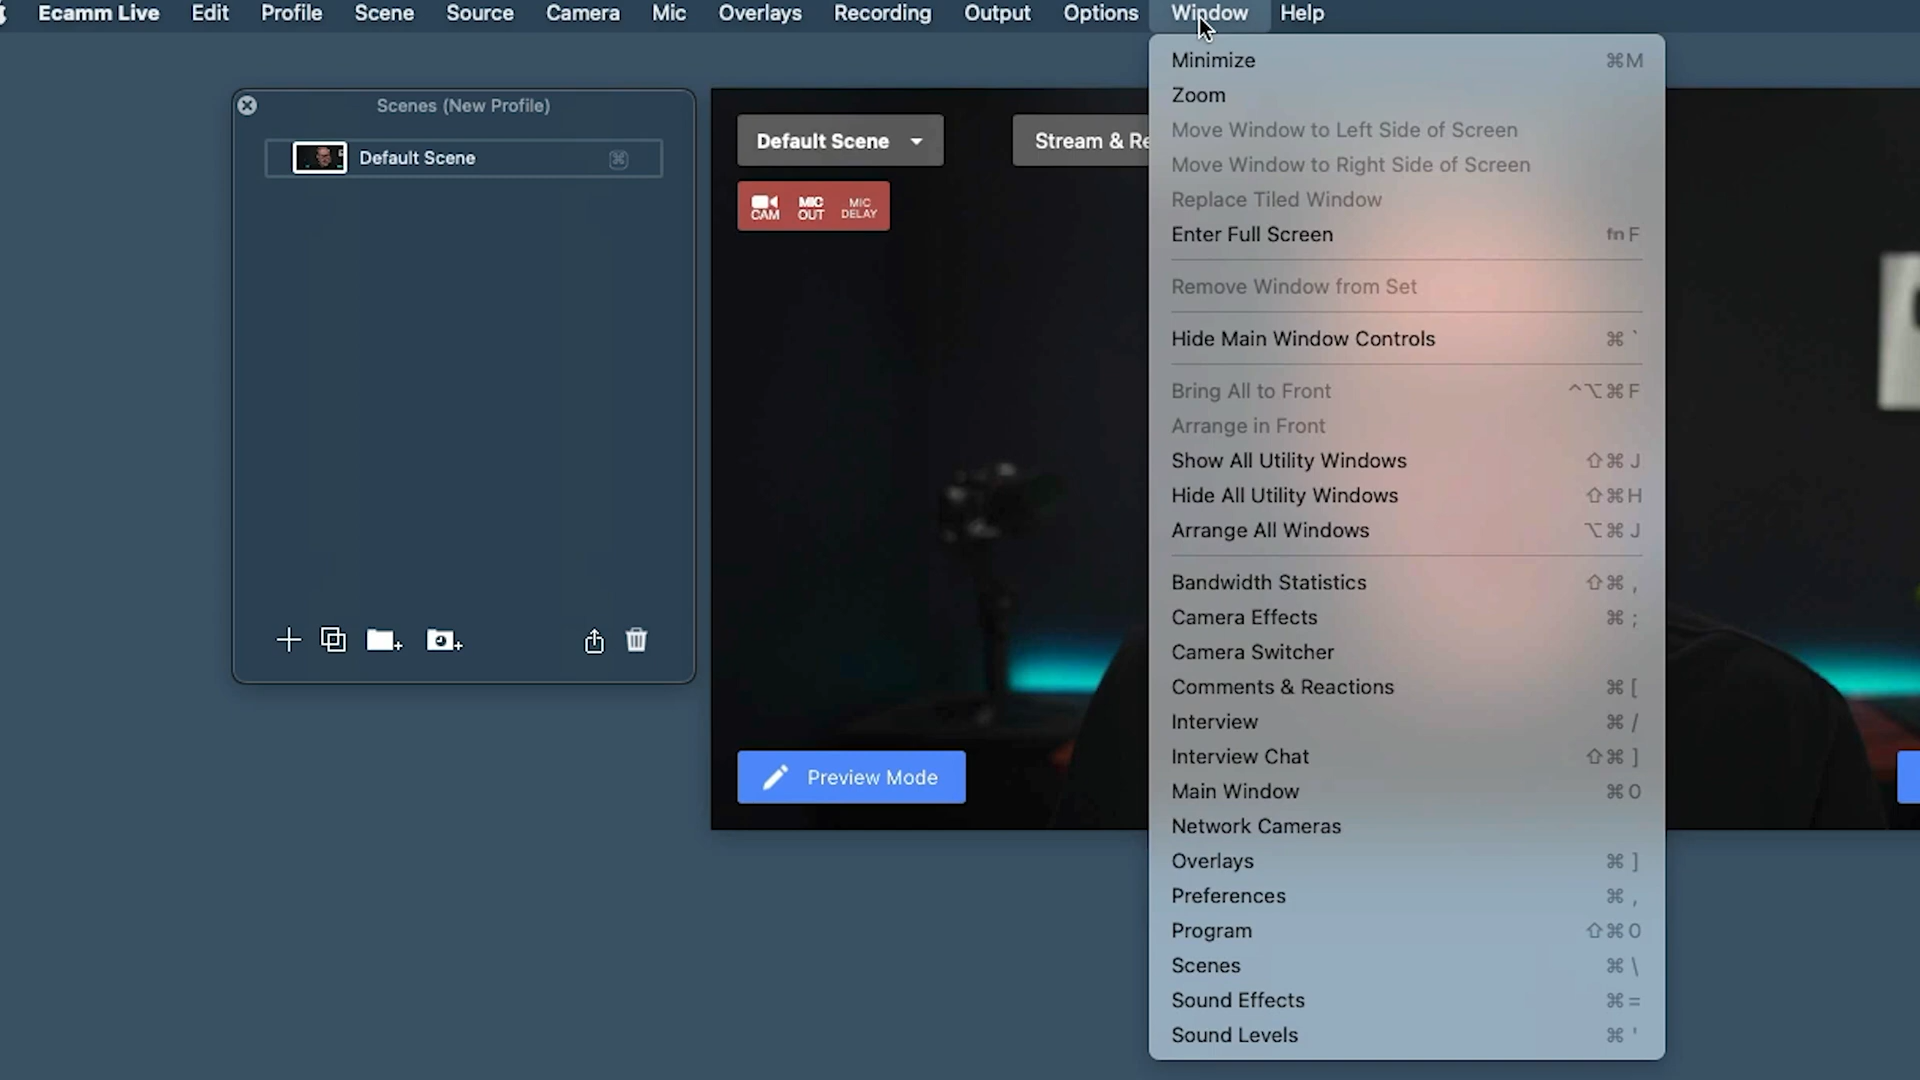 Ecamm Live Edit Profile Scene Source Camera Mic Overlays Recording Output Options Window Help
Scenes (New Profile)
Default Scene ⌘
Default Scene
Stream & Re
CAM
MIC OUT
MIC DELAY
Preview Mode
Minimize ⌘M
Zoom
Move Window to Left Side of Screen
Move Window to Right Side of Screen
Replace Tiled Window
Enter Full Screen fn F
Remove Window from Set
Hide Main Window Controls ⌘ `
Bring All to Front ^⌥⌘F
Arrange in Front
Show All Utility Windows ⇧⌘J
Hide All Utility Windows ⇧⌘H
Arrange All Windows ⌥⌘J
Bandwidth Statistics ⇧⌘,
Camera Effects ⌘;
Camera Switcher
Comments & Reactions ⌘[
Interview ⌘/
Interview Chat ⇧⌘]
Main Window ⌘0
Network Cameras
Overlays ⌘]
Preferences ⌘,
Program ⇧⌘0
Scenes ⌘\
Sound Effects ⌘=
Sound Levels ⌘'